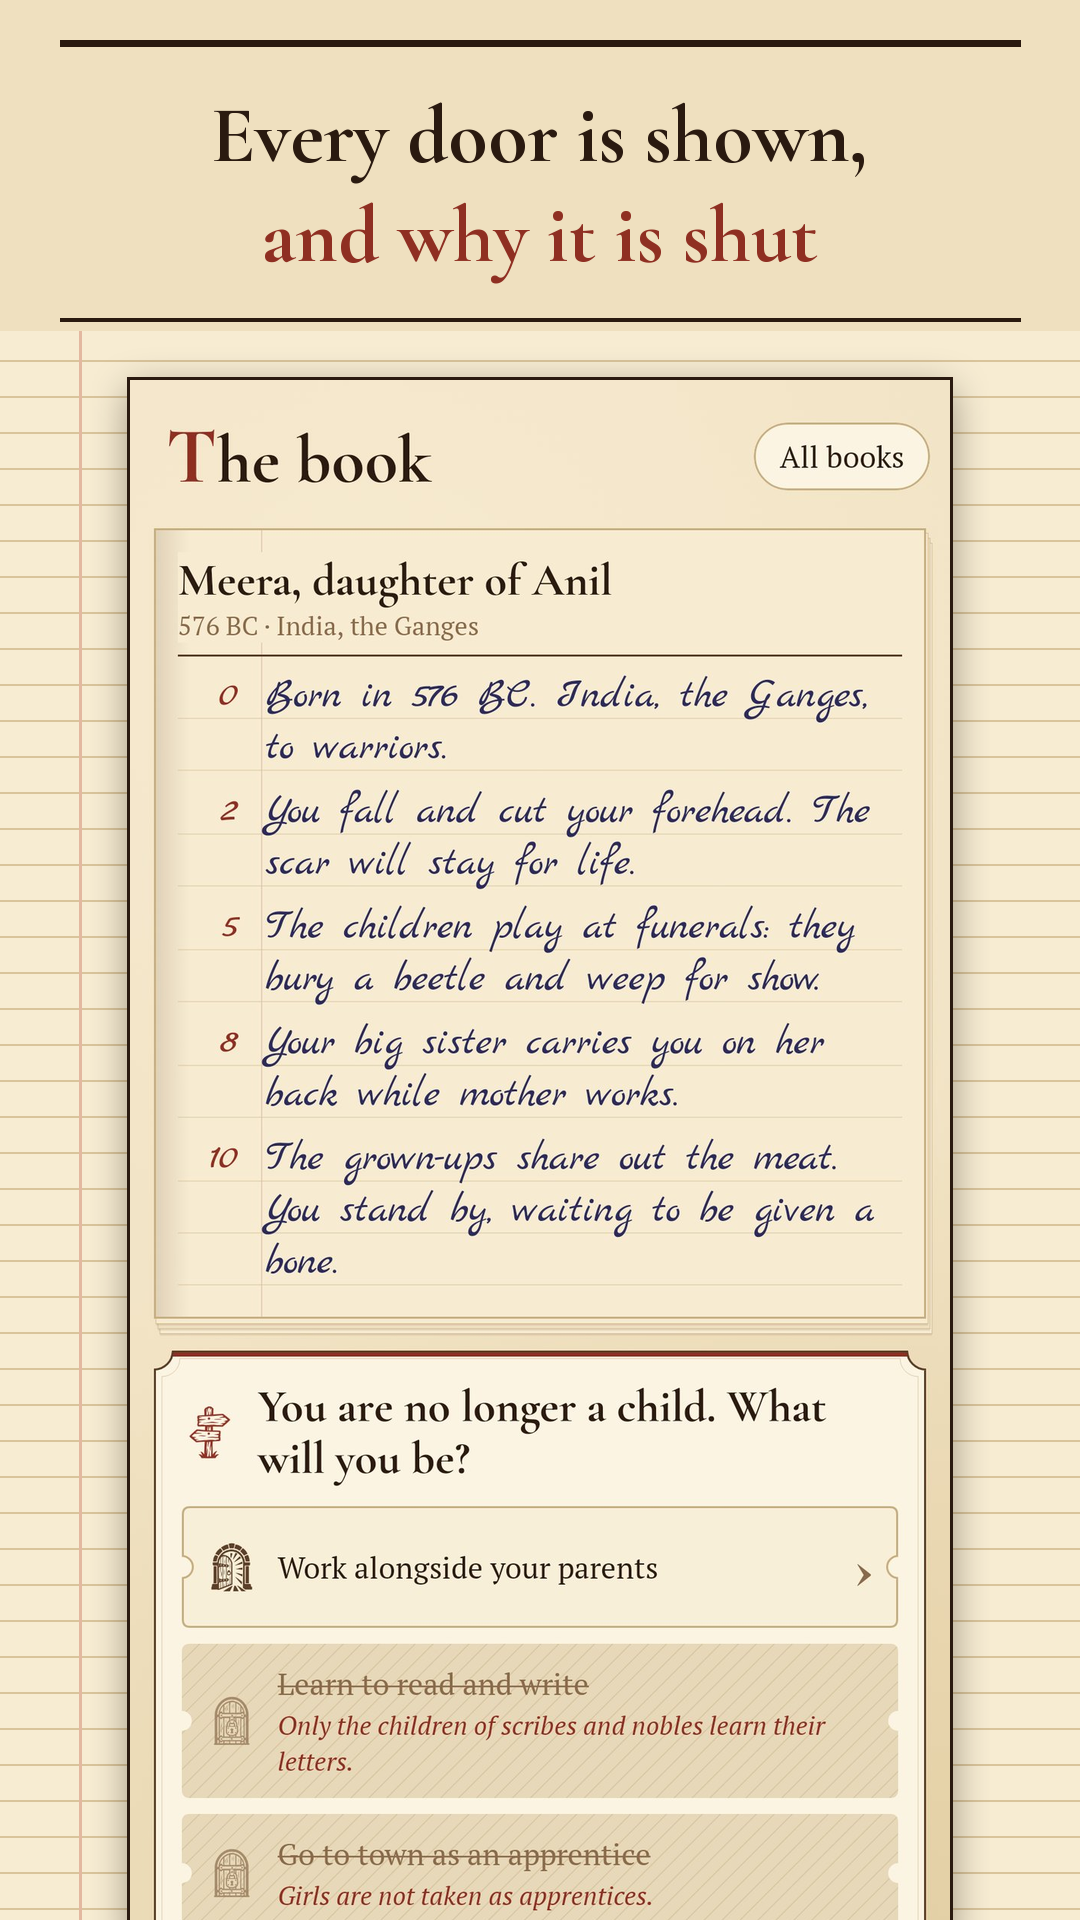 Every door is shown,
and why it is shut
The book
All books
Meera, daughter of Anil
576 BC · India, the Ganges
0 Born in 576 BC. India, the Ganges,
to warriors.
2 You fall and cut your forehead. The
scar will stay for life.
5 The children play at funerals: they
bury a beetle and weep for show.
8 Your big sister carries you on her
back while mother works.
10 The grown-ups share out the meat.
You stand by, waiting to be given a
bone.
You are no longer a child. What
will you be?
Work alongside your parents
Learn to read and write
Only the children of scribes and nobles learn their
letters.
Go to town as an apprentice
Girls are not taken as apprentices.